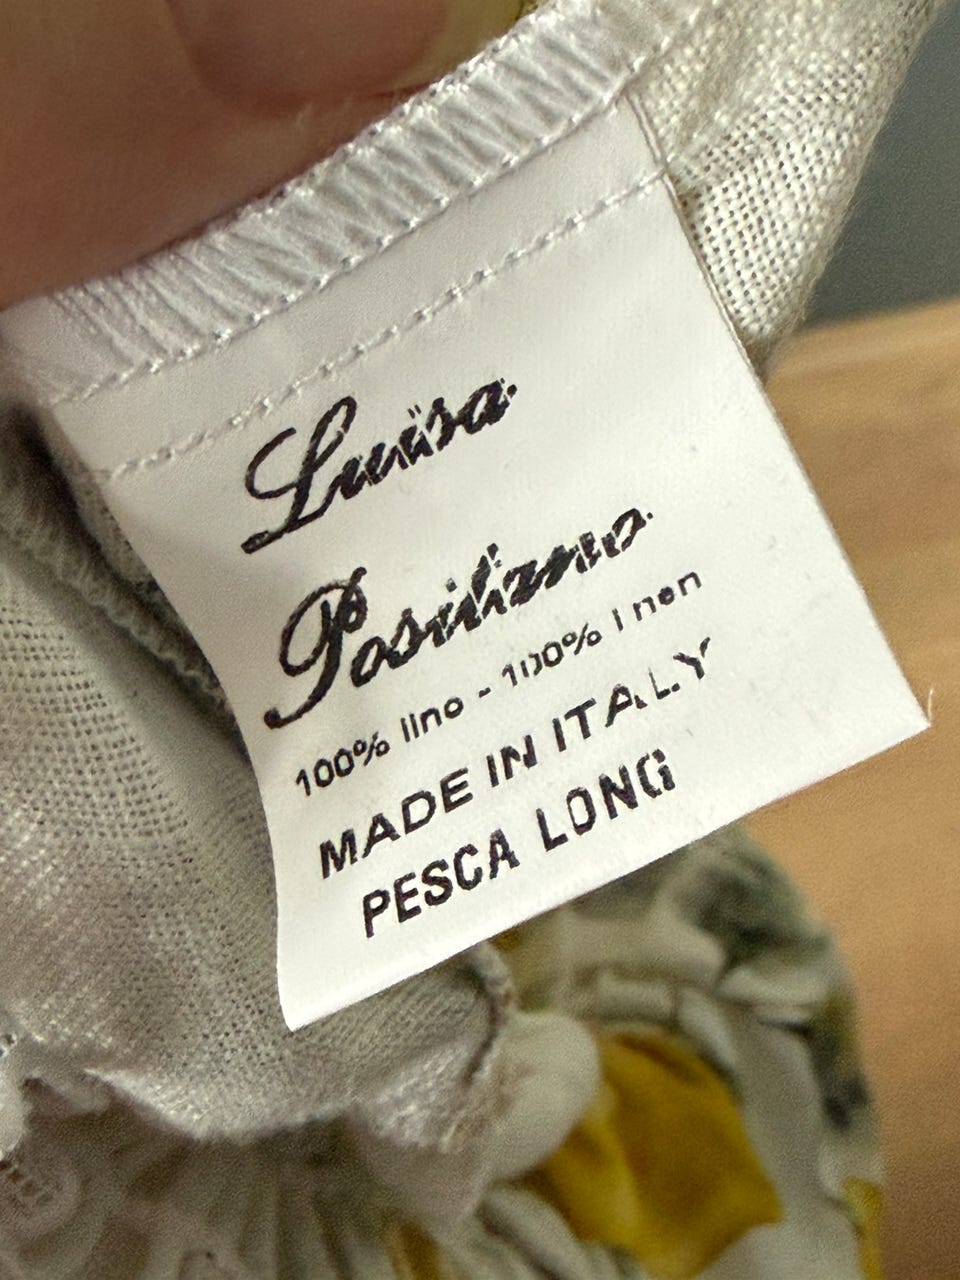 Luisa
Positano
100% lino - 100% linen
MADE IN ITALY
PESCA LONG